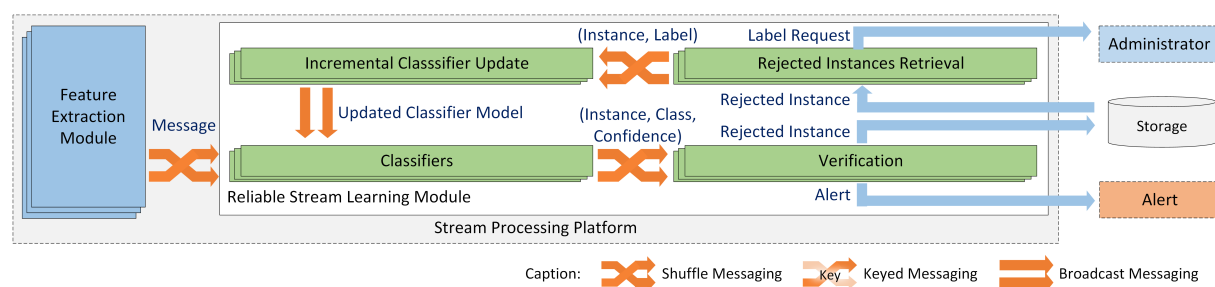 (Instance, Label)
Label Request
Administrator
Incremental Classsifier Update
Rejected Instances Retrieval
Feature
Extraction
Module
Updated Classifier Model
(Instance, Class,
Confidence)
Rejected Instance
Rejected Instance
Storage
Message
Classifiers
Verification
Reliable Stream Learning Module
Alert
Alert
Stream Processing Platform
Caption:
Shuffle Messaging
Key
Keyed Messaging
Broadcast Messaging